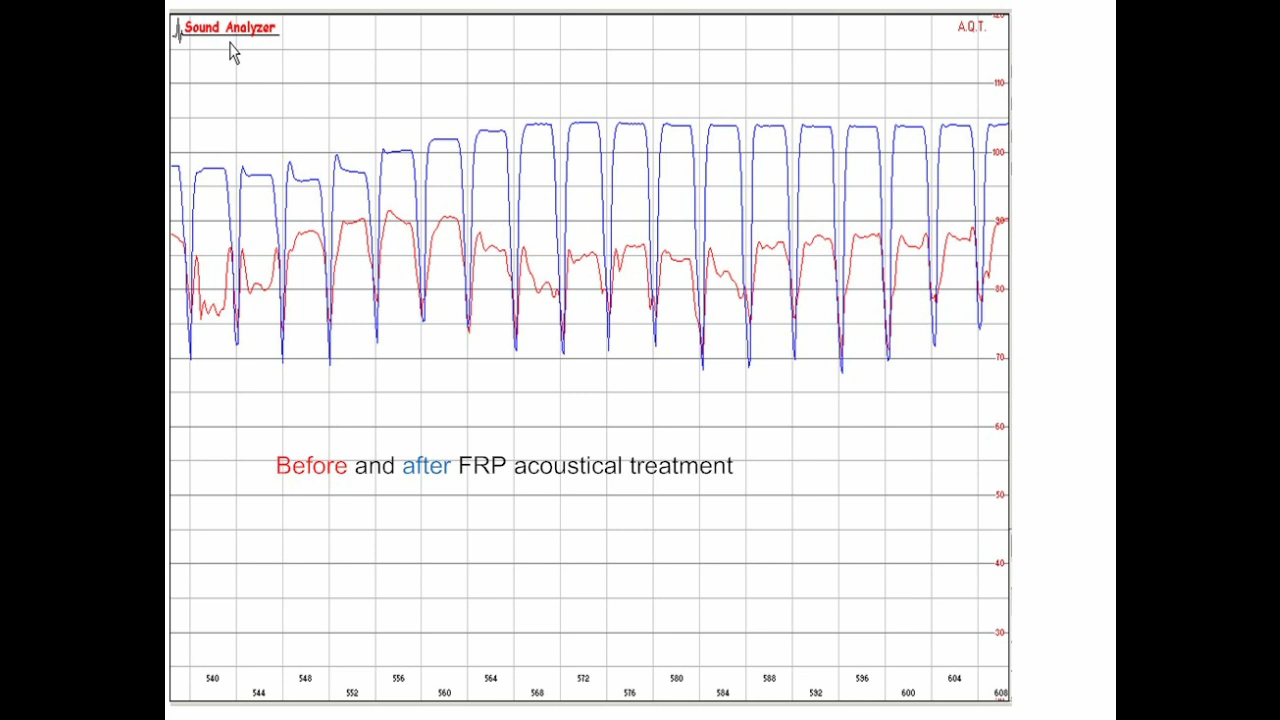 120
Sound Analyzer
A.Q.T.
110
100
90
80
70
60
Before and after FRP acoustical treatment
50
40
30
540 548 556 564 572 580 588 596 604
544 552 560 568 576 584 592 600 608